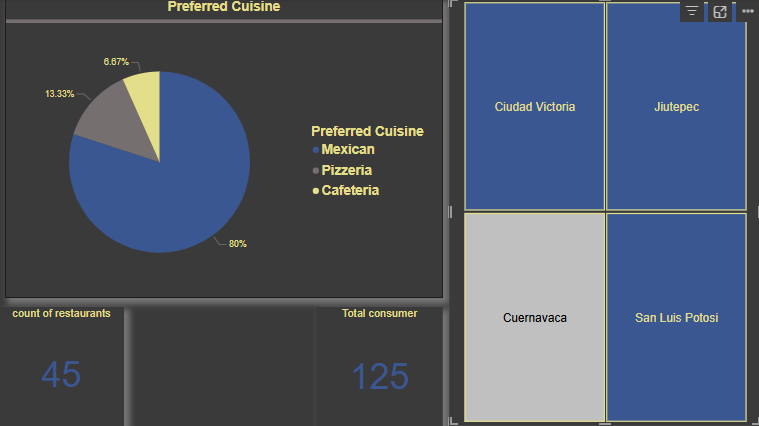 Preferred Cuisine
6.67%
13.33%
80%
Preferred Cuisine
Mexican
Pizzeria
Cafeteria
count of restaurants
45
Total consumer
125
Ciudad Victoria
Jiutepec
Cuernavaca
San Luis Potosi